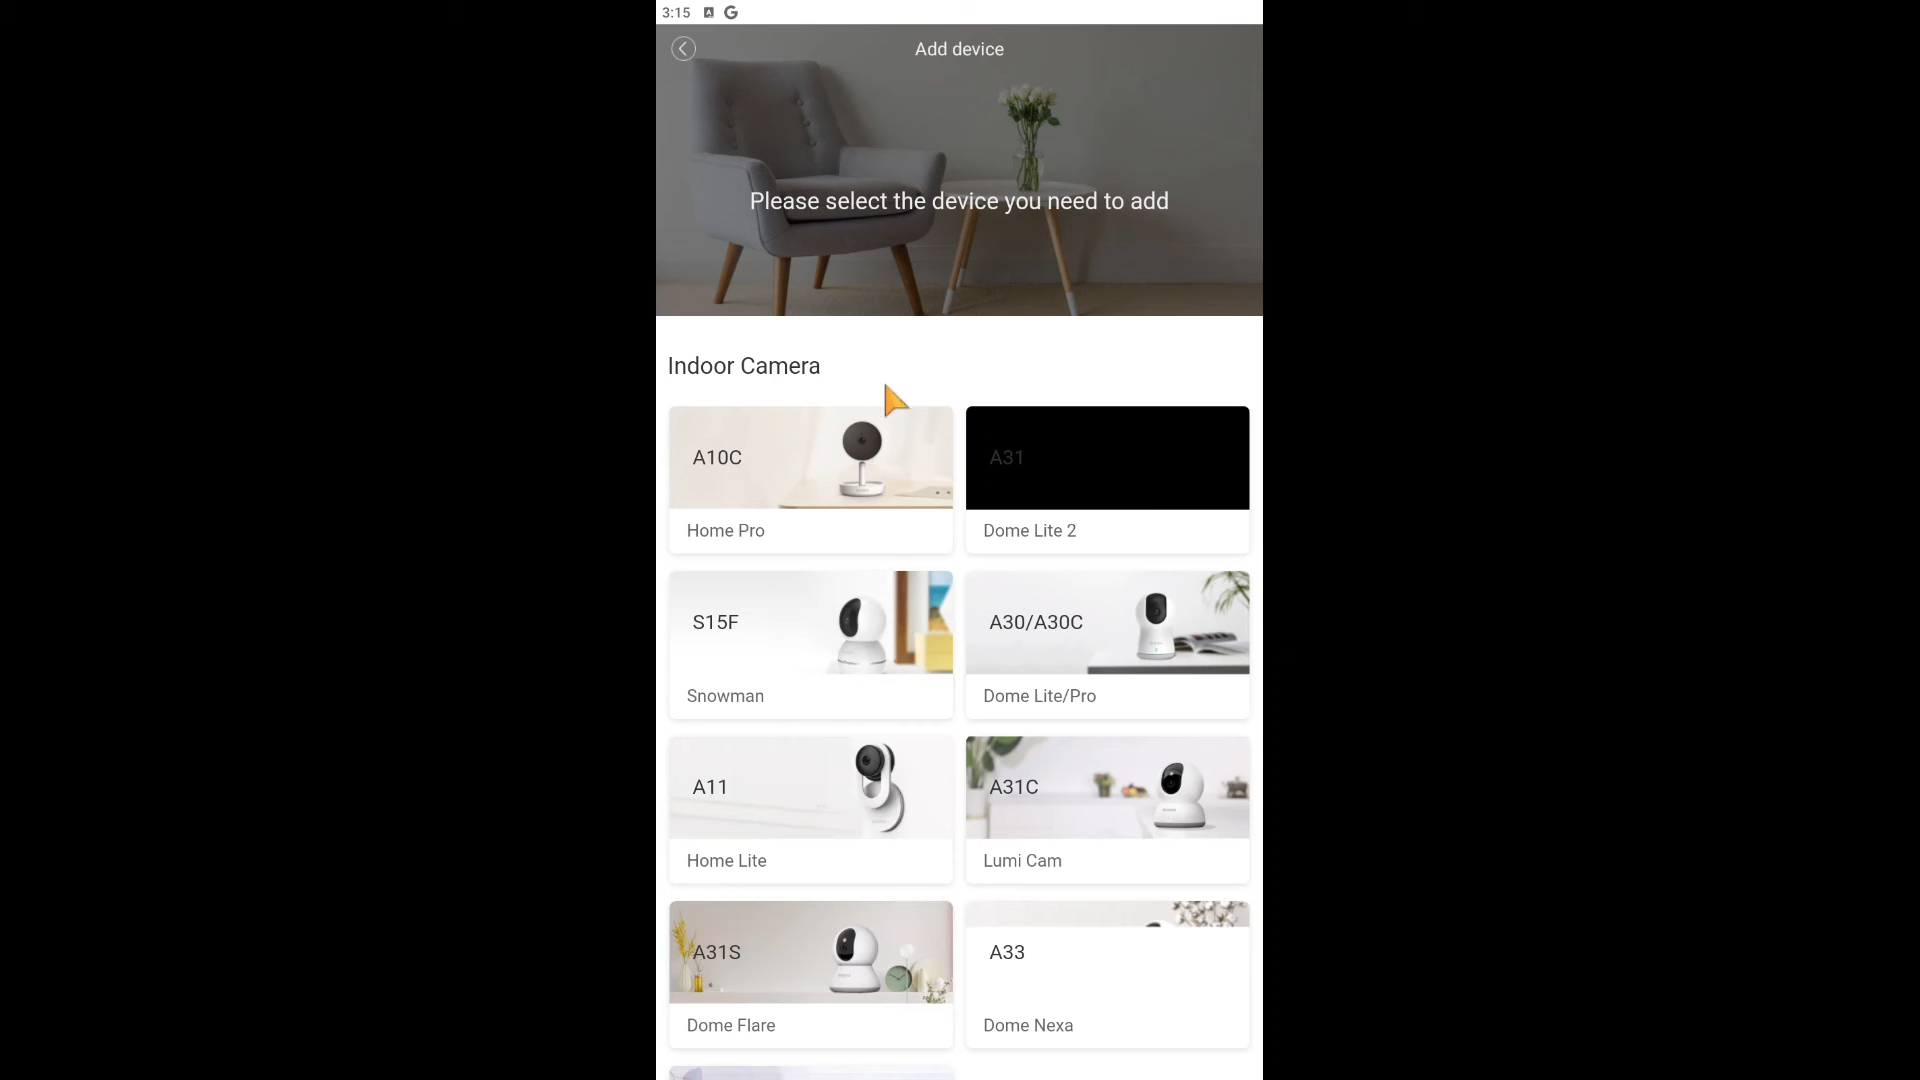 3:15
Add device
Please select the device you need to add
Indoor Camera
A10C
A31
Home Pro
Dome Lite 2
S15F
A30/A30C
Snowman
Dome Lite/Pro
A11
A31C
Home Lite
Lumi Cam
A31S
A33
Dome Flare
Dome Nexa